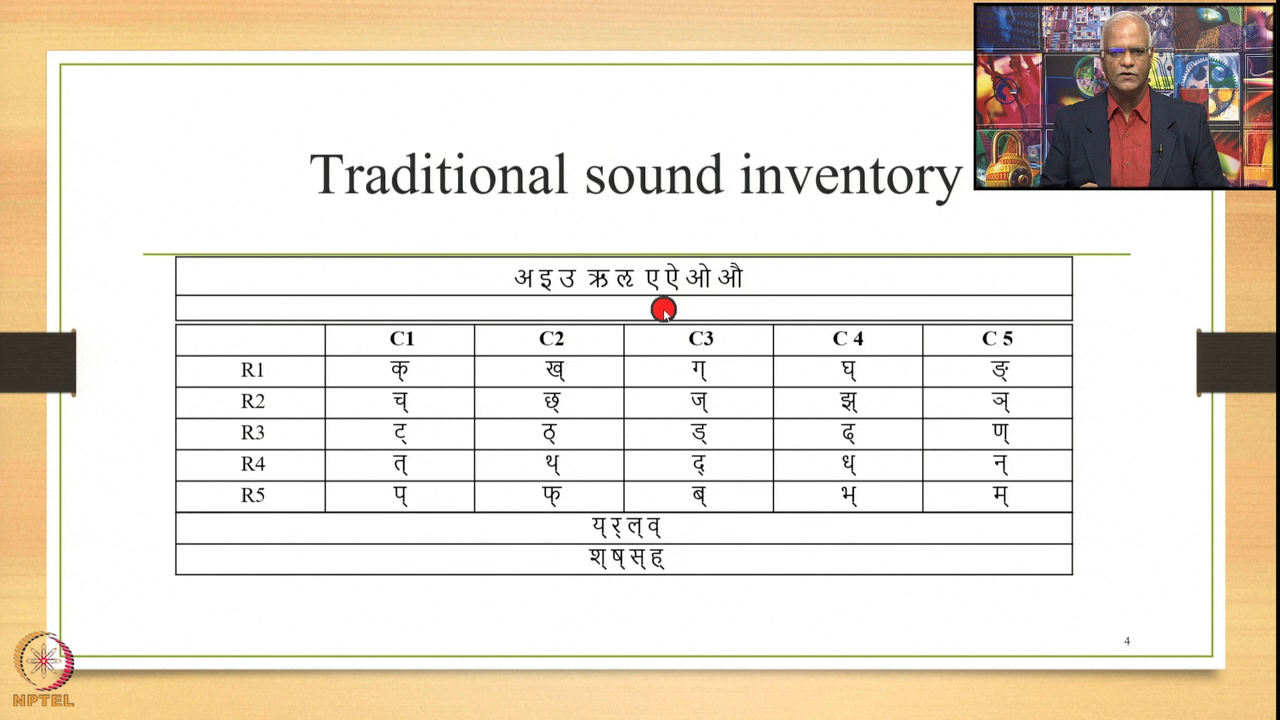 Traditional sound inventory
अ इ उ ऋ ऌ ए ऐ ओ औ
C1 C2 C3 C 4 C 5
R1 क् ख् ग् घ् ङ्
R2 च् छ् ज् झ् ञ्
R3 ट् ठ् ड् ढ् ण्
R4 त् थ् द् ध् न्
R5 प् फ् ब् भ् म्
य् र् ल् व्
श् ष् स् ह्
4
NPTEL